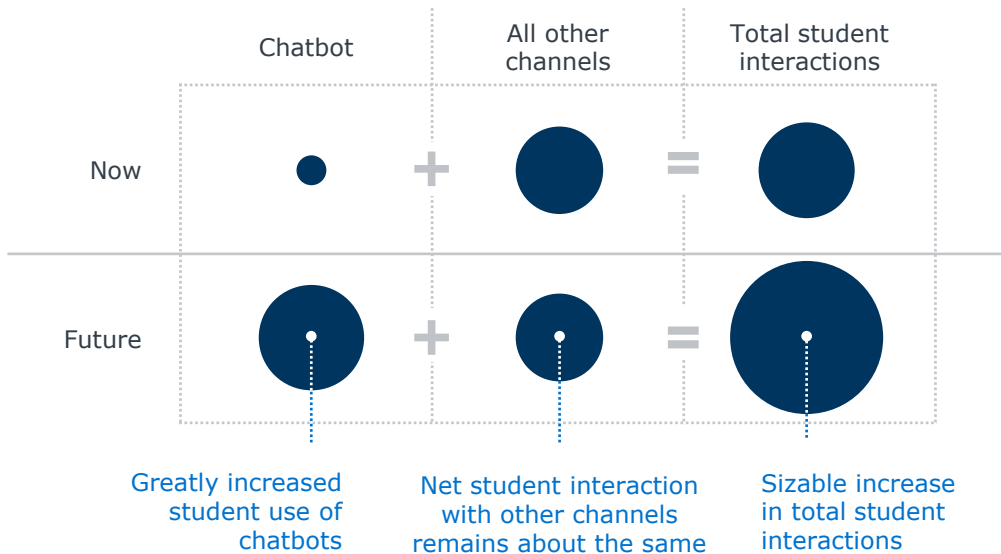 Chatbot
All other
channels
Total student
interactions
Now
+
=
Future
+
=
Greatly increased
student use of
chatbots
Net student interaction
with other channels
remains about the same
Sizable increase
in total student
interactions